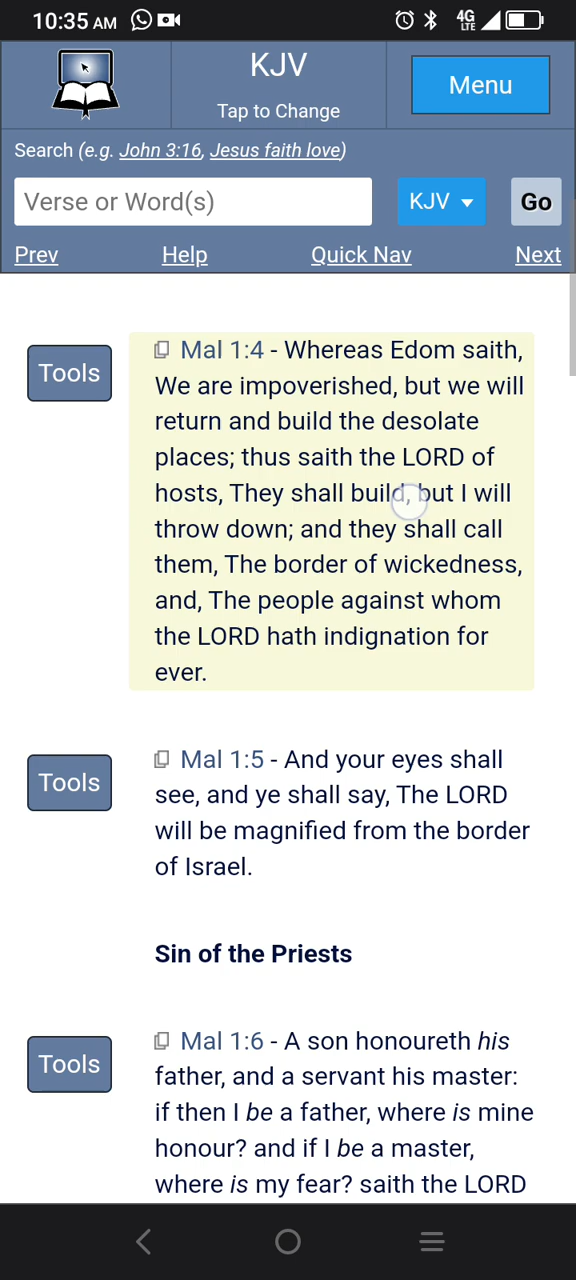 10:35 AM
4G
LTE
KJV
Tap to Change
Menu
Search (e.g. John 3:16, Jesus faith love)
Verse or Word(s)
KJV
Go
Prev
Help
Quick Nav
Next
Tools
Mal 1:4 - Whereas Edom saith,
We are impoverished, but we will
return and build the desolate
places; thus saith the LORD of
hosts, They shall build, but I will
throw down; and they shall call
them, The border of wickedness,
and, The people against whom
the LORD hath indignation for
ever.
Tools
Mal 1:5 - And your eyes shall
see, and ye shall say, The LORD
will be magnified from the border
of Israel.
Sin of the Priests
Tools
Mal 1:6 - A son honoureth his
father, and a servant his master:
if then I be a father, where is mine
honour? and if I be a master,
where is my fear? saith the LORD